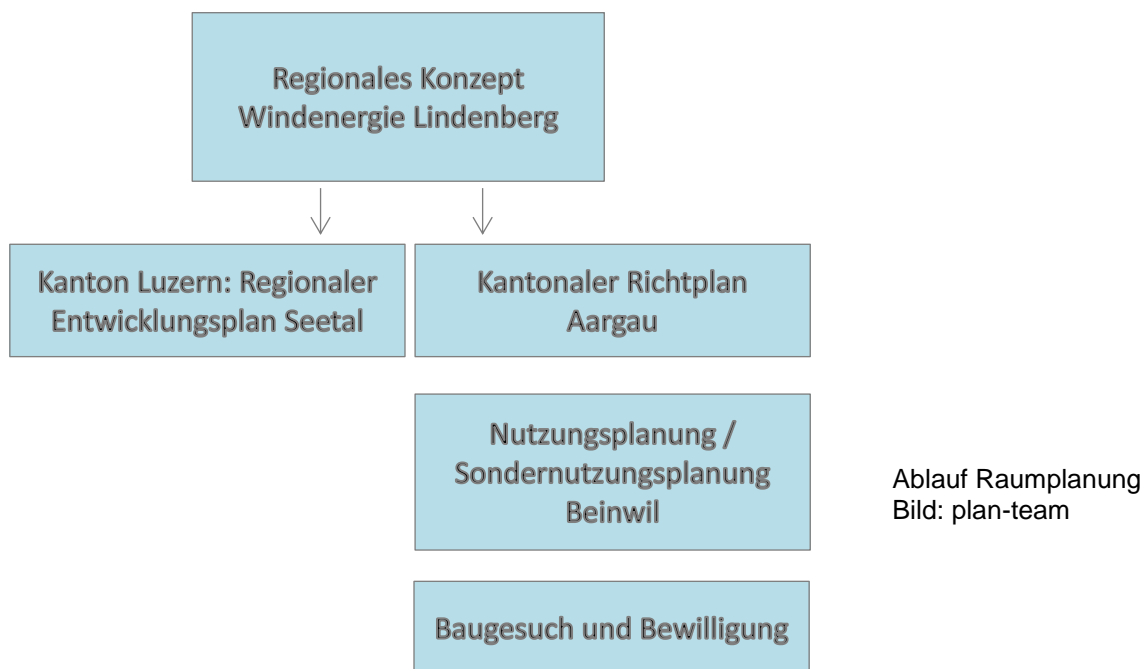 Regionales Konzept
Windenergie Lindenberg
Kanton Luzern: Regionaler
Entwicklungsplan Seetal
Kantonaler Richtplan
Aargau
Nutzungsplanung /
Sondernutzungsplanung
Beinwil
Ablauf Raumplanung
Bild: plan-team
Baugesuch und Bewilligung